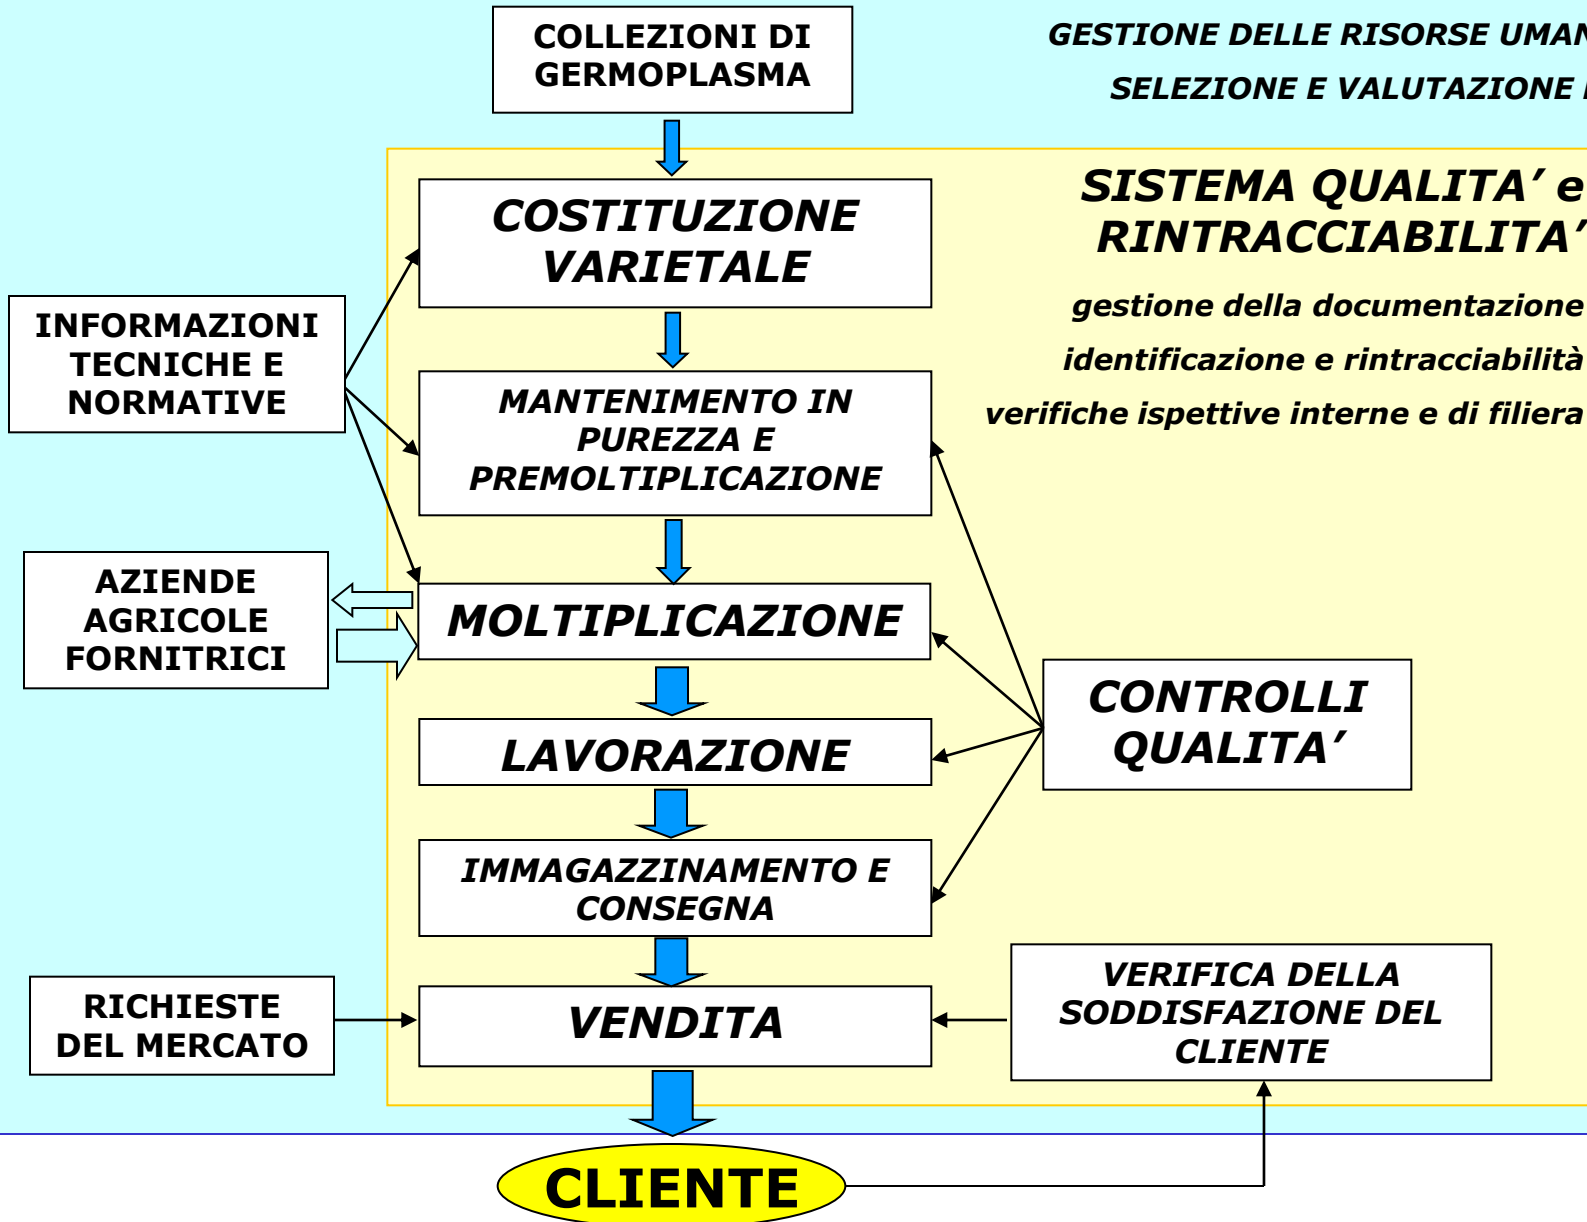 COLLEZIONI DI
GERMOPLASMA
GESTIONE DELLE RISORSE
SELEZIONE E VALUTAZIONE
SISTEMA QUALITA’ e
RINTRACCIABILITA’
gestione della documentazione
identificazione e rintracciabilità
verifiche ispettive interne e di filiera
COSTITUZIONE
VARIETALE
INFORMAZIONI
TECNICHE E
NORMATIVE
MANTENIMENTO IN
PUREZZA E
PREMOLTIPLICAZIONE
AZIENDE
AGRICOLE
FORNITRICI
MOLTIPLICAZIONE
CONTROLLI
QUALITA’
LAVORAZIONE
IMMAGAZZINAMENTO E
CONSEGNA
RICHIESTE
DEL MERCATO
VENDITA
VERIFICA DELLA
SODDISFAZIONE DEL
CLIENTE
CLIENTE